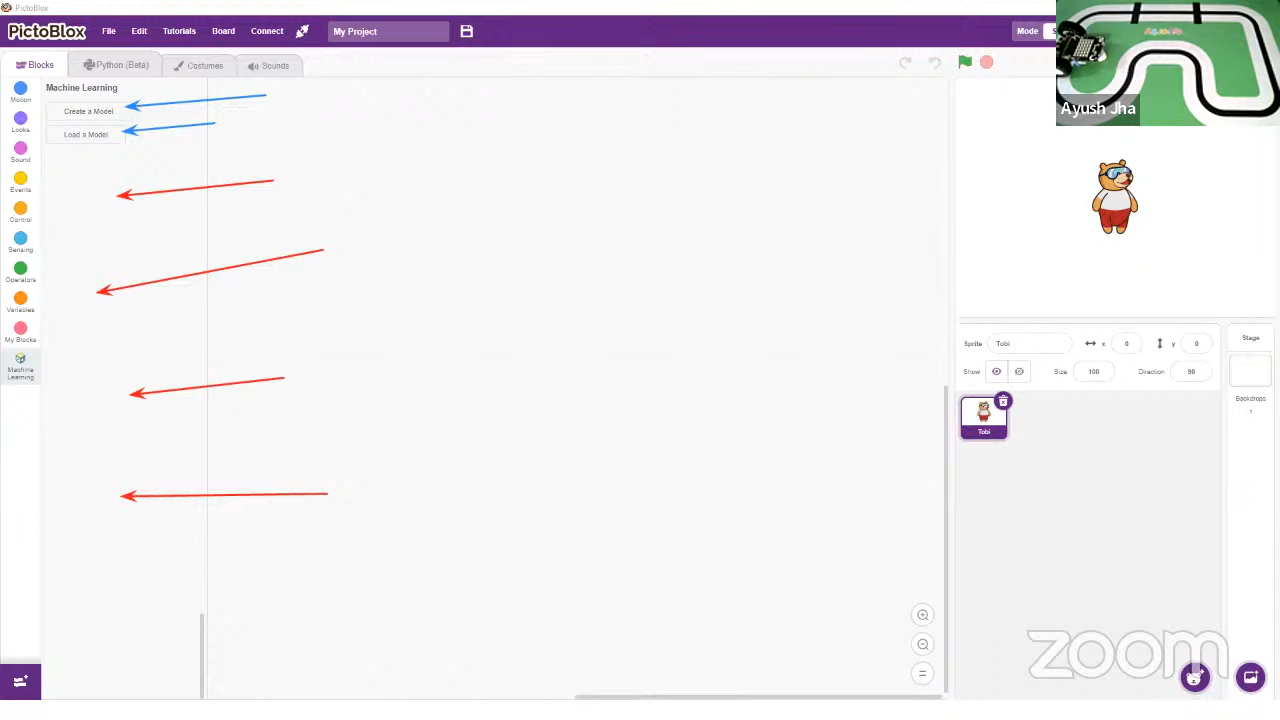 PictoBlox
PictoBlox File Edit Tutorials Board Connect My Project Mode
Blocks Python (Beta) Costumes Sounds
Machine Learning
Create a Model
Load a Model
Motion
Looks
Sound
Events
Control
Sensing
Operators
Variables
My Blocks
Machine
Learning
Ayush Jha
Sprite Tobi x 0 y 0
Show Size 100 Direction 90
Tobi
Stage
Backdrops
1
zoom